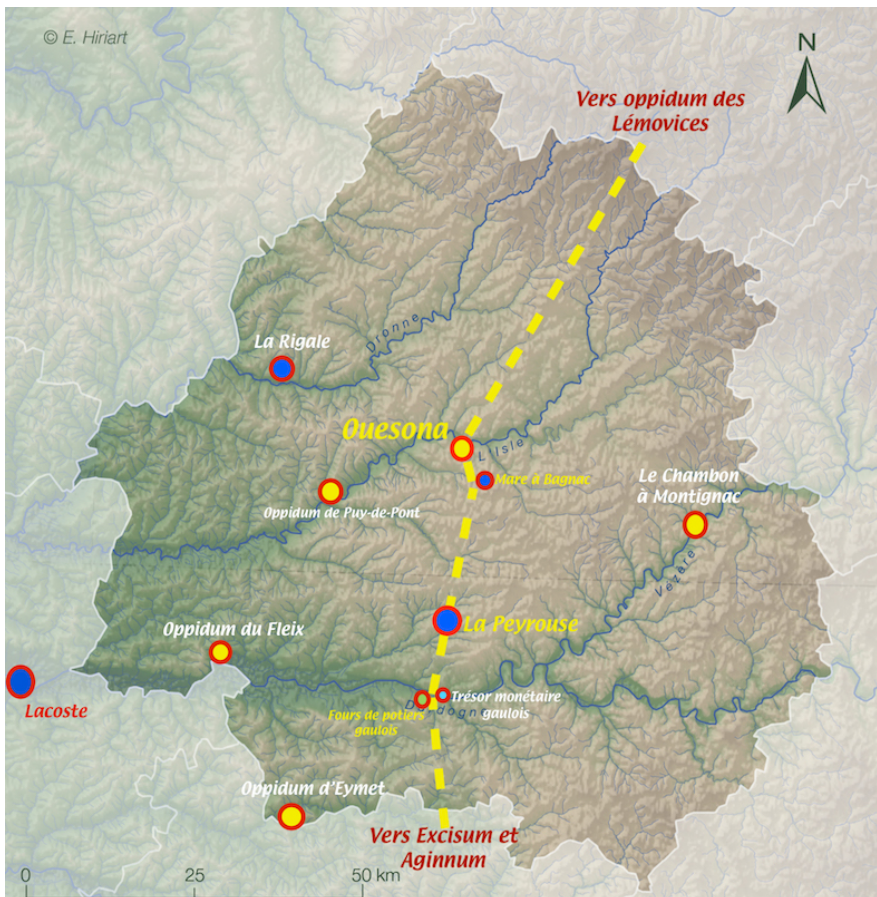 © E. Hiriart
N
Vers oppidum des
Lémovices
La Rigale
Dronne
Ouesona
L'Isle
Mare à Bagnac
Oppidum de Puy-de-Pont
Le Chambon
à Montignac
Vézère
La Peyrouse
Oppidum du Fleix
Lacoste
Trésor monétaire
gaulois
Fours de potiers
gaulois
Dordogne
Oppidum d'Eymet
Vers Excisum et
Aginnum
0 25 50 km